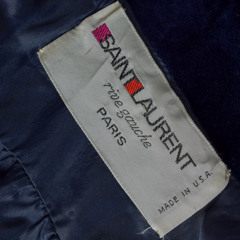 SAINT LAURENT
rive gauche
PARIS
MADE IN U.S.A.